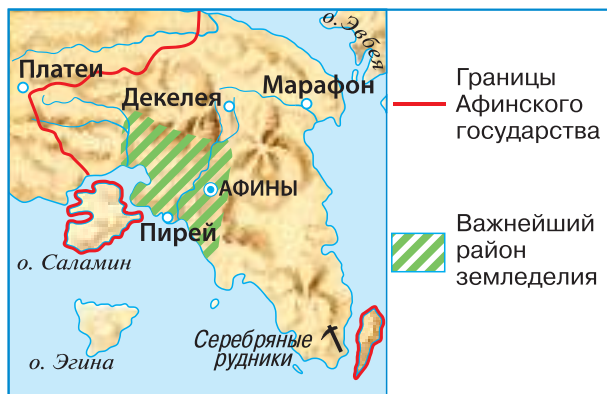 о. Эвбея
Платеи
Декелея
Марафон
АФИНЫ
Пирей
о. Саламин
Серебряные
рудники
о. Эгина
Границы
Афинского
государства
Важнейший
район
земледелия